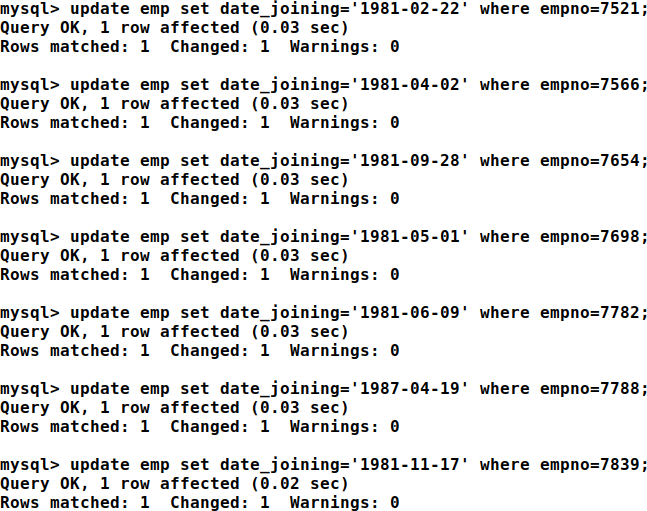 mysql> update emp set date_joining='1981-02-22' where empno=7521;
Query OK, 1 row affected (0.03 sec)
Rows matched: 1  Changed: 1  Warnings: 0

mysql> update emp set date_joining='1981-04-02' where empno=7566;
Query OK, 1 row affected (0.03 sec)
Rows matched: 1  Changed: 1  Warnings: 0

mysql> update emp set date_joining='1981-09-28' where empno=7654;
Query OK, 1 row affected (0.03 sec)
Rows matched: 1  Changed: 1  Warnings: 0

mysql> update emp set date_joining='1981-05-01' where empno=7698;
Query OK, 1 row affected (0.03 sec)
Rows matched: 1  Changed: 1  Warnings: 0

mysql> update emp set date_joining='1981-06-09' where empno=7782;
Query OK, 1 row affected (0.03 sec)
Rows matched: 1  Changed: 1  Warnings: 0

mysql> update emp set date_joining='1987-04-19' where empno=7788;
Query OK, 1 row affected (0.03 sec)
Rows matched: 1  Changed: 1  Warnings: 0

mysql> update emp set date_joining='1981-11-17' where empno=7839;
Query OK, 1 row affected (0.02 sec)
Rows matched: 1  Changed: 1  Warnings: 0